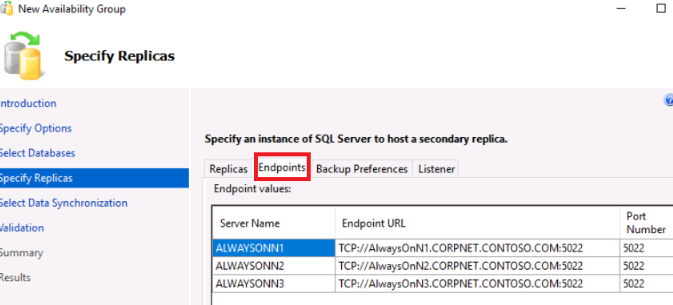 New Availability Group
Specify Replicas
Introduction
Specify Options
Select Databases
Specify Replicas
Select Data Synchronization
Validation
Summary
Results
Specify an instance of SQL Server to host a secondary replica.
Replicas Endpoints Backup Preferences Listener
Endpoint values:
Server Name Endpoint URL Port Number
ALWAYSONN1 TCP://AlwaysOnN1.CORPNET.CONTOSO.COM:5022 5022
ALWAYSONN2 TCP://AlwaysOnN2.CORPNET.CONTOSO.COM:5022 5022
ALWAYSONN3 TCP://AlwaysOnN3.CORPNET.CONTOSO.COM:5022 5022